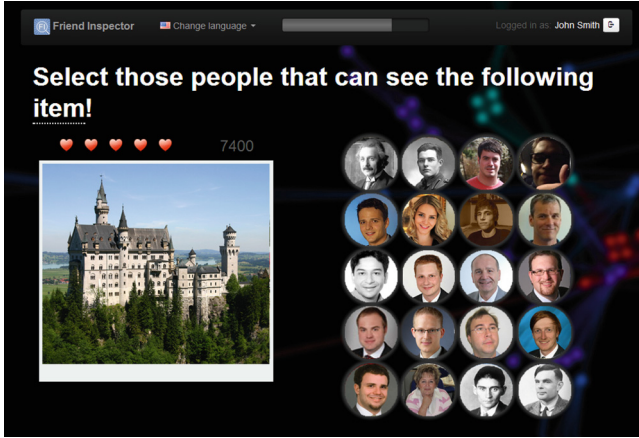 Friend Inspector
Change language
Logged in as: John Smith
Select those people that can see the following
item!
7400